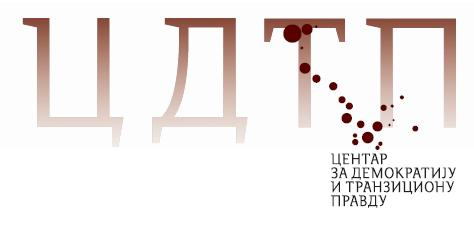 ЦДТП
ЦЕНТАР
ЗА ДЕМОКРАТИЈУ
И ТРАНЗИЦИОНУ
ПРАВДУ